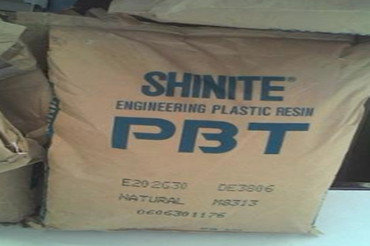 SHINITE®
ENGINEERING PLASTIC RESIN
PBT
E202G30 DE3806
NATURAL M8313
0606301176